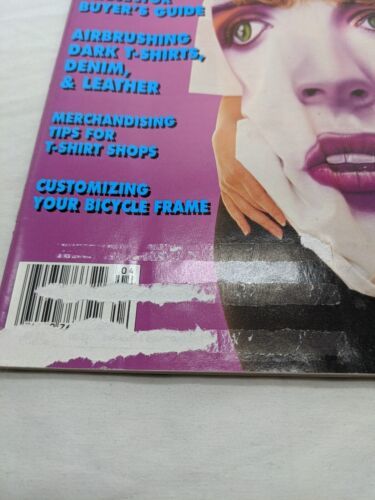 BUYER'S GUIDE
AIRBRUSHING
DARK T-SHIRTS,
DENIM,
& LEATHER
MERCHANDISING
TIPS FOR
T-SHIRT SHOPS
CUSTOMIZING
YOUR BICYCLE FRAME
04